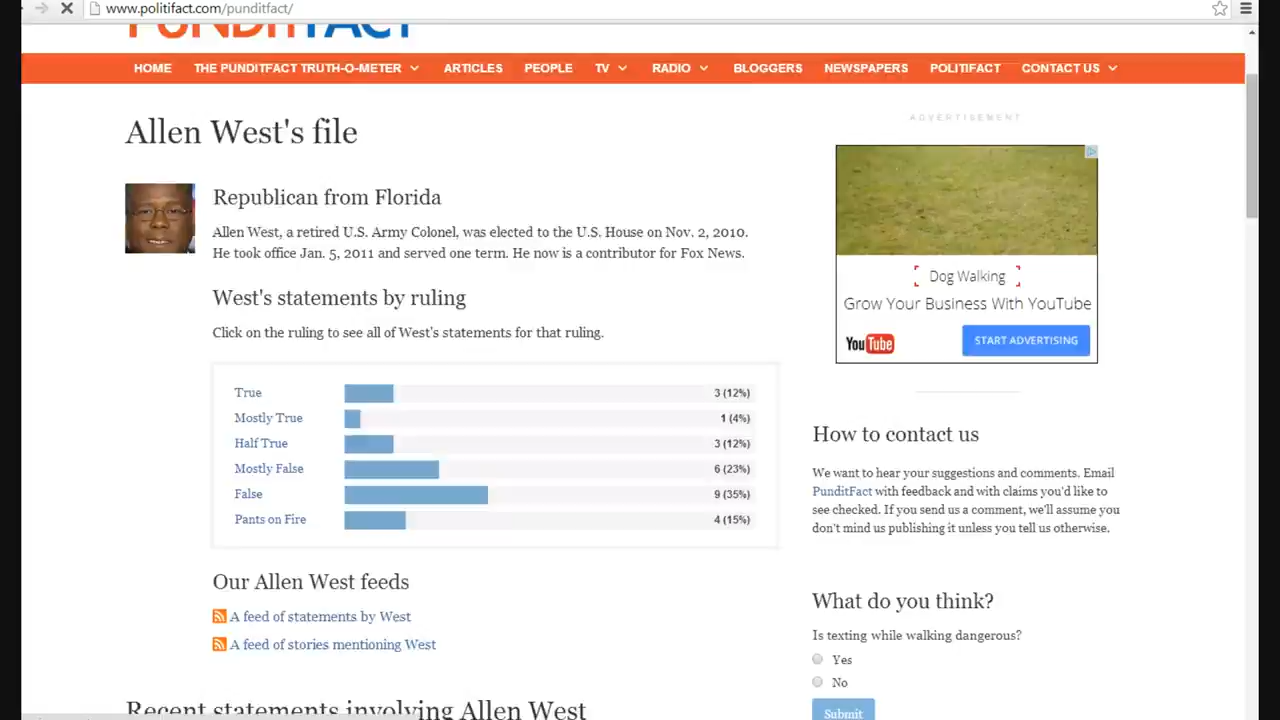 www.politifact.com/punditfact/
PUNDITFACT
HOME THE PUNDITFACT TRUTH-O-METER ARTICLES PEOPLE TV RADIO BLOGGERS NEWSPAPERS POLITIFACT CONTACT US
Allen West's file
Republican from Florida
Allen West, a retired U.S. Army Colonel, was elected to the U.S. House on Nov. 2, 2010.
He took office Jan. 5, 2011 and served one term. He now is a contributor for Fox News.
West's statements by ruling
Click on the ruling to see all of West's statements for that ruling.
True 3 (12%)
Mostly True 1 (4%)
Half True 3 (12%)
Mostly False 6 (23%)
False 9 (35%)
Pants on Fire 4 (15%)
Our Allen West feeds
A feed of statements by West
A feed of stories mentioning West
Recent statements involving Allen West
ADVERTISEMENT
Dog Walking
Grow Your Business With YouTube
YouTube START ADVERTISING
How to contact us
We want to hear your suggestions and comments. Email
PunditFact with feedback and with claims you'd like to
see checked. If you send us a comment, we'll assume you
don't mind us publishing it unless you tell us otherwise.
What do you think?
Is texting while walking dangerous?
Yes
No
Submit